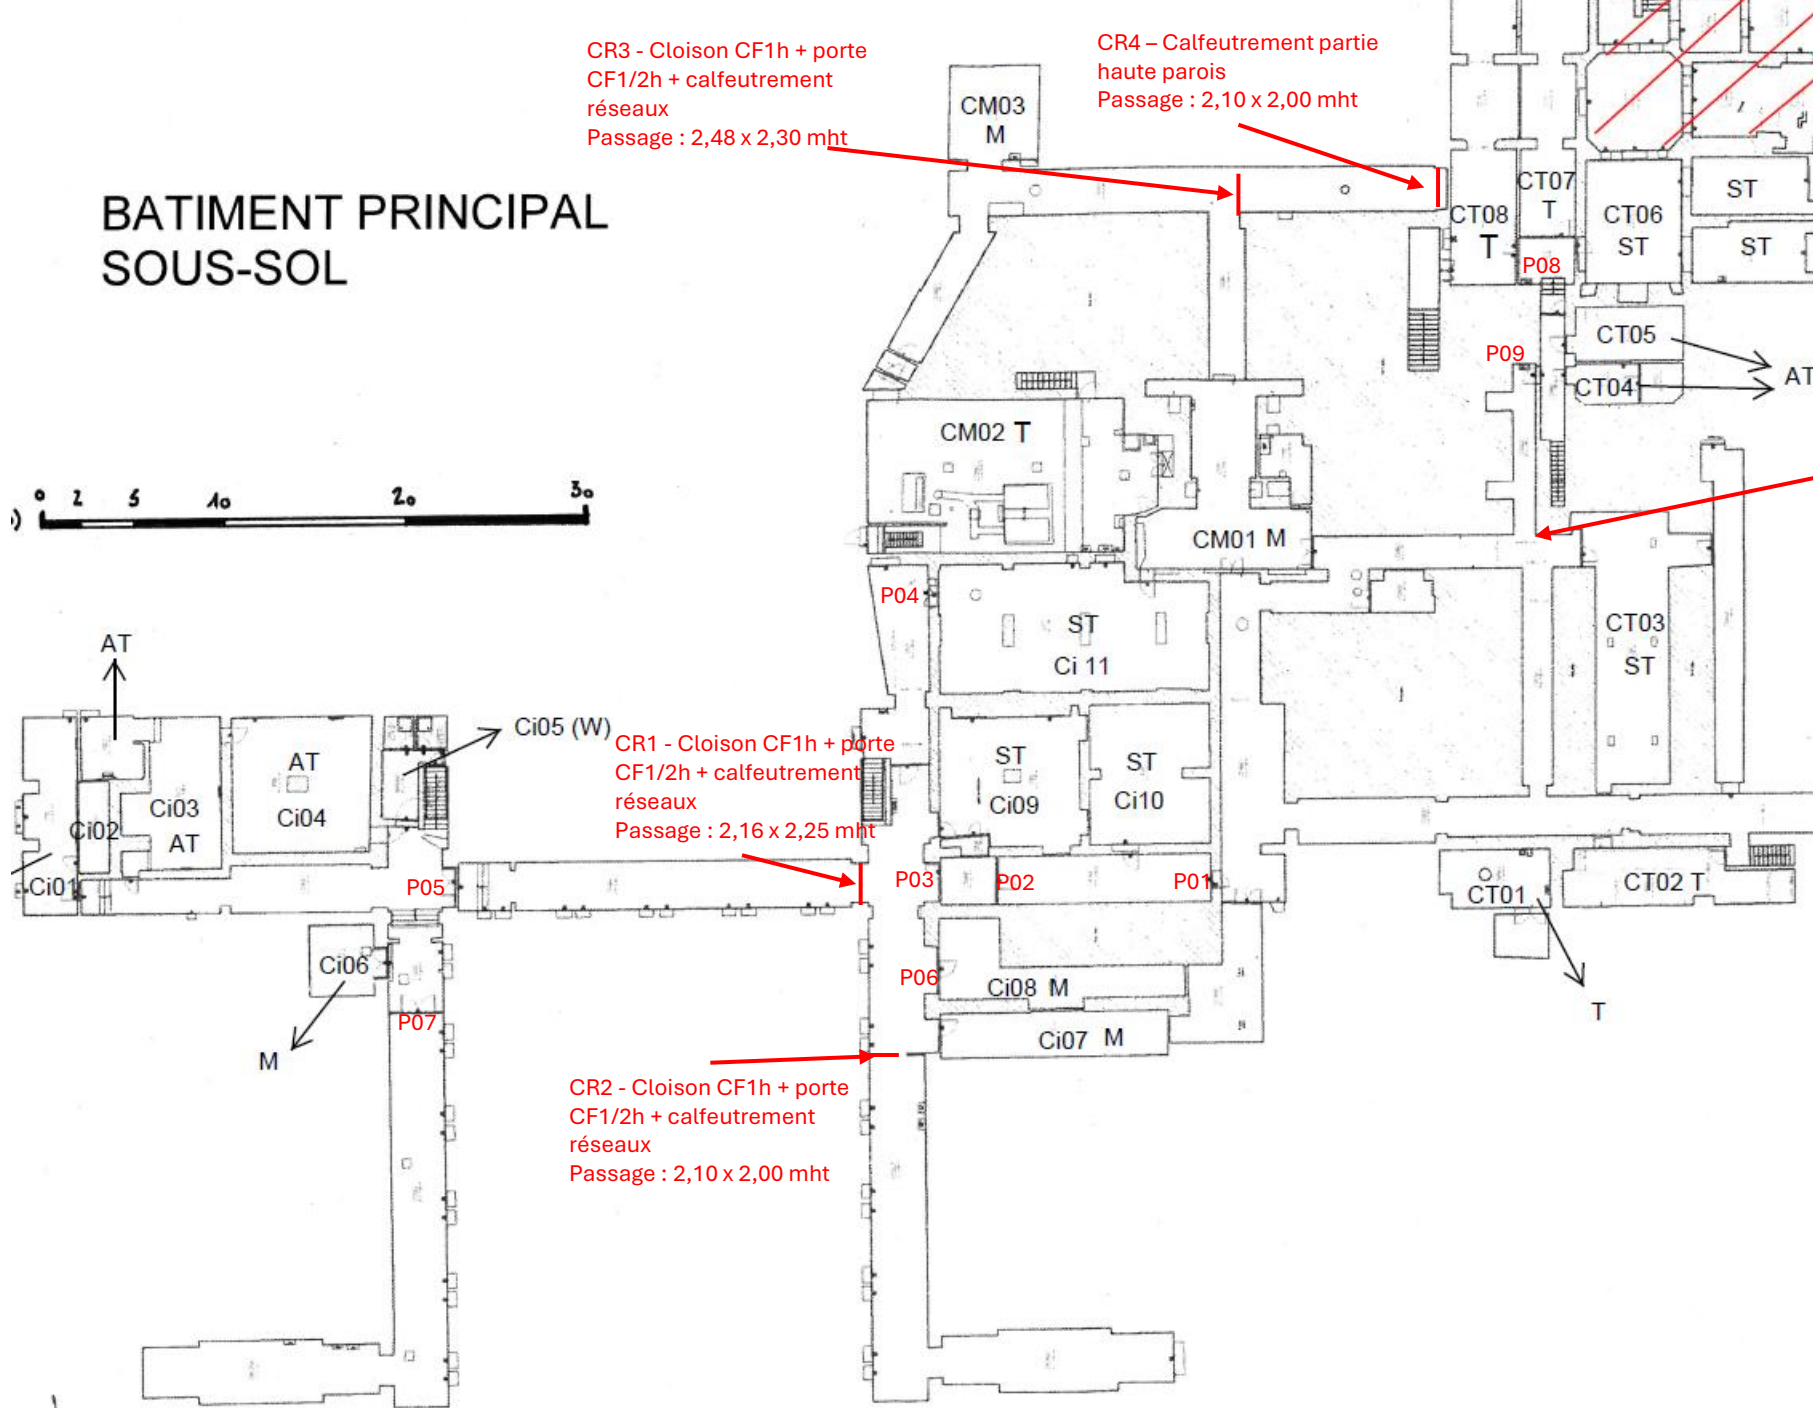 CR3 - Cloison CF1h + porte
CF1/2h + calfeutrement
réseaux
Passage : 2,48 x 2,30 mht
CR4 – Calfeutrement partie
haute parois
Passage : 2,10 x 2,00 mht
CM03
M
BATIMENT PRINCIPAL
SOUS-SOL
CT07
T
CT08
T
CT06
ST
ST
ST
P08
CT05
P09
CT04
AT
CM02 T
0 2 5 10 20 30
CM01 M
P04
ST
Ci 11
CT03
ST
AT
Ci05 (W)
CR1 - Cloison CF1h + porte
CF1/2h + calfeutrement
réseaux
Passage : 2,16 x 2,25 mht
AT
Ci04
Ci03
AT
Ci02
Ci01
ST
Ci09
ST
Ci10
P05
P03
P02
P01
CT01
CT02 T
Ci06
P06
Ci08 M
T
P07
M
Ci07 M
CR2 - Cloison CF1h + porte
CF1/2h + calfeutrement
réseaux
Passage : 2,10 x 2,00 mht